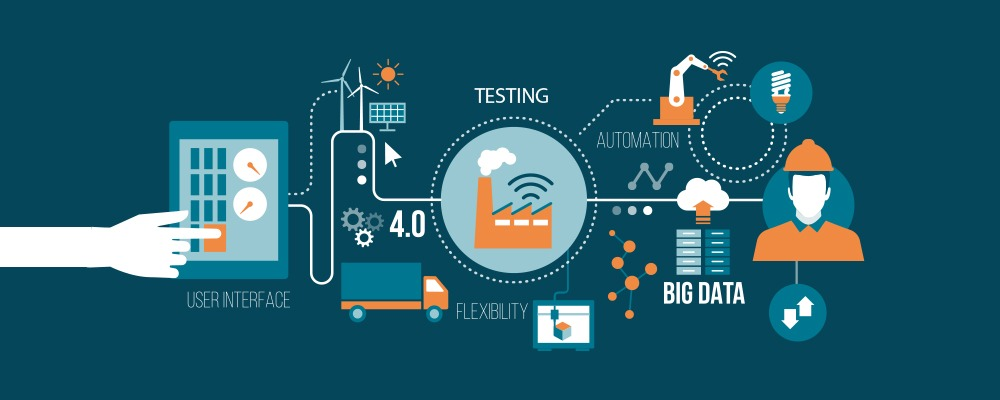 TESTING
AUTOMATION
4.0
USER INTERFACE
FLEXIBILITY
BIG DATA